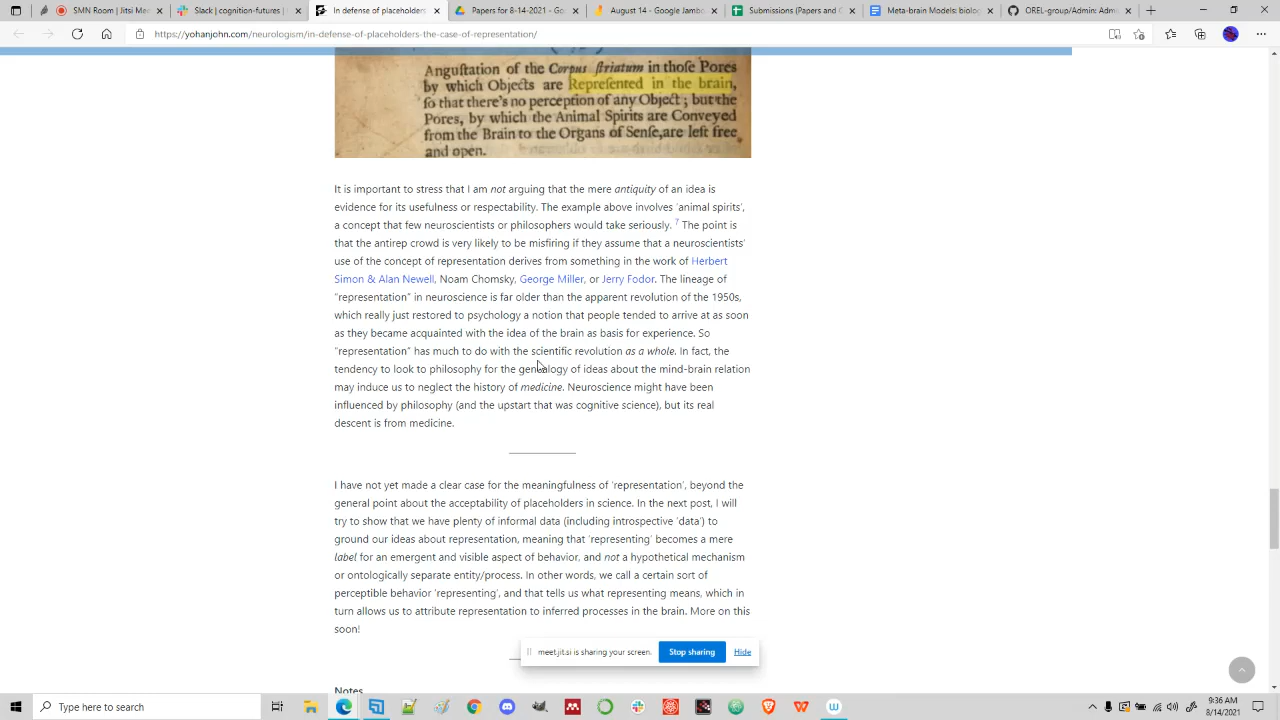 SMN Room | Jitsi Meet
Slack | cognition-futures
In defense of placeholders
Papers for 8-14-2021 - Go
August 14 - Google Jambo
Submissions (Papers and C
Meta-brain Models biolog
OREL-group/Admin: Adm
https://yohanjohn.com/neurologism/in-defense-of-placeholders-the-case-of-representation/
Anguſtation of the Corpus ſtriatum in thoſe Pores
by which Objects are Repreſented in the brain,
ſo that there's no perception of any Object ; but the
Pores, by which the Animal Spirits are Conveyed
from the Brain to the Organs of Senſe,are left free
and open.
It is important to stress that I am not arguing that the mere antiquity of an idea is
evidence for its usefulness or respectability. The example above involves ‘animal spirits’,
a concept that few neuroscientists or philosophers would take seriously. 7 The point is
that the antirep crowd is very likely to be misfiring if they assume that a neuroscientists’
use of the concept of representation derives from something in the work of Herbert
Simon & Alan Newell, Noam Chomsky, George Miller, or Jerry Fodor. The lineage of
“representation” in neuroscience is far older than the apparent revolution of the 1950s,
which really just restored to psychology a notion that people tended to arrive at as soon
as they became acquainted with the idea of the brain as basis for experience. So
“representation” has much to do with the scientific revolution as a whole. In fact, the
tendency to look to philosophy for the genealogy of ideas about the mind-brain relation
may induce us to neglect the history of medicine. Neuroscience might have been
influenced by philosophy (and the upstart that was cognitive science), but its real
descent is from medicine.
I have not yet made a clear case for the meaningfulness of ‘representation’, beyond the
general point about the acceptability of placeholders in science. In the next post, I will
try to show that we have plenty of informal data (including introspective ‘data’) to
ground our ideas about representation, meaning that ‘representing’ becomes a mere
label for an emergent and visible aspect of behavior, and not a hypothetical mechanism
or ontologically separate entity/process. In other words, we call a certain sort of
perceptible behavior ‘representing’, and that tells us what representing means, which in
turn allows us to attribute representation to inferred processes in the brain. More on this
soon!
meet.jit.si is sharing your screen.
Stop sharing
Hide
Notes
Type here to search
9:36 AM
8/14/2021